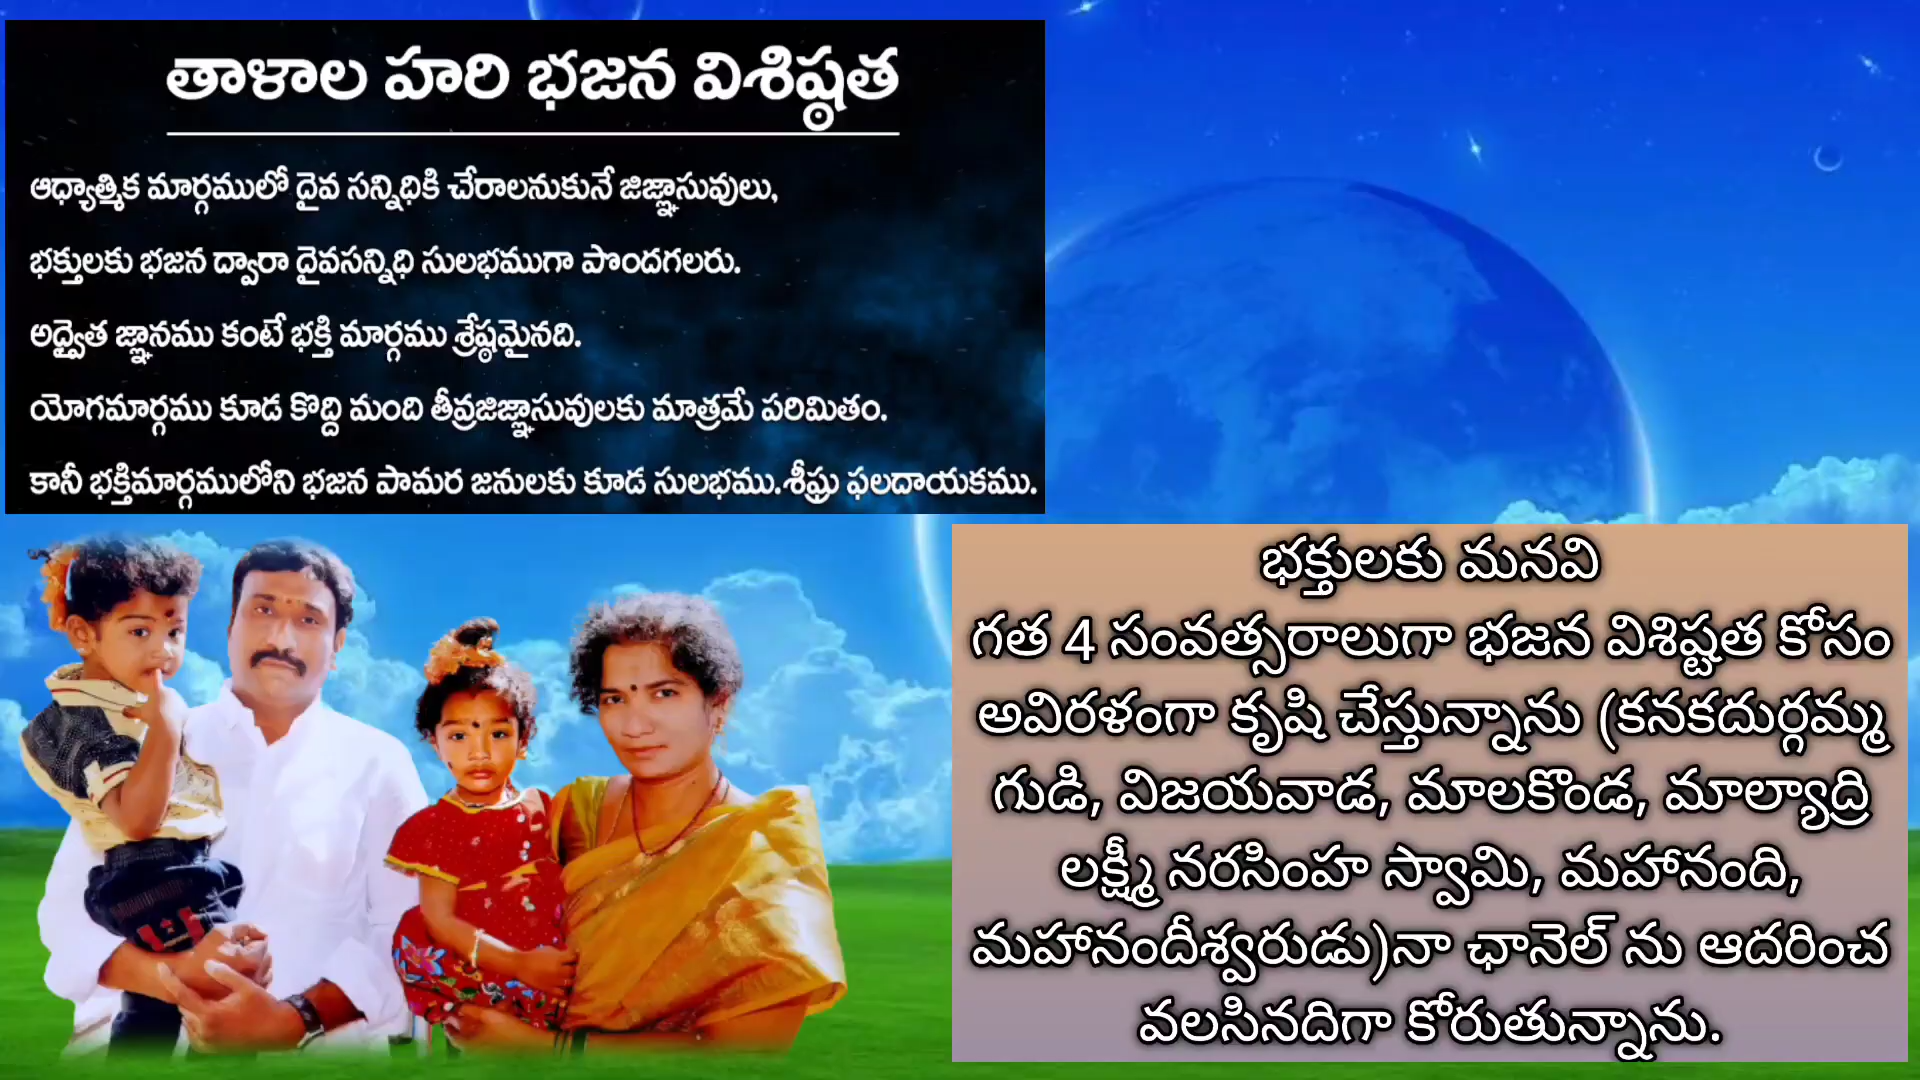 తాళాల హరి భజన విశిష్ఠత
ఆధ్యాత్మిక మార్గములో దైవ సన్నిధికి చేరాలనుకునే జిజ్ఞాసువులు,
భక్తులకు భజన ద్వారా దైవసన్నిధి సులభముగా పొందగలరు.
అద్వైత జ్ఞానము కంటే భక్తి మార్గము శ్రేష్ఠమైనది.
యోగమార్గము కూడ కొద్ది మంది తీవ్రజిజ్ఞాసువులకు మాత్రమే పరిమితం.
కానీ భక్తిమార్గములోని భజన పామర జనులకు కూడ సులభము.శీఘ్ర ఫలదాయకము.
భక్తులకు మనవి
గత 4 సంవత్సరాలుగా భజన విశిష్టత కోసం
అవిరళంగా కృషి చేస్తున్నాను (కనకదుర్గమ్మ
గుడి, విజయవాడ, మాలకొండ, మాల్యాద్రి
లక్ష్మీ నరసింహ స్వామి, మహానంది,
మహానందీశ్వరుడు)నా ఛానెల్ ను ఆదరించ
వలసినదిగా కోరుతున్నాను.